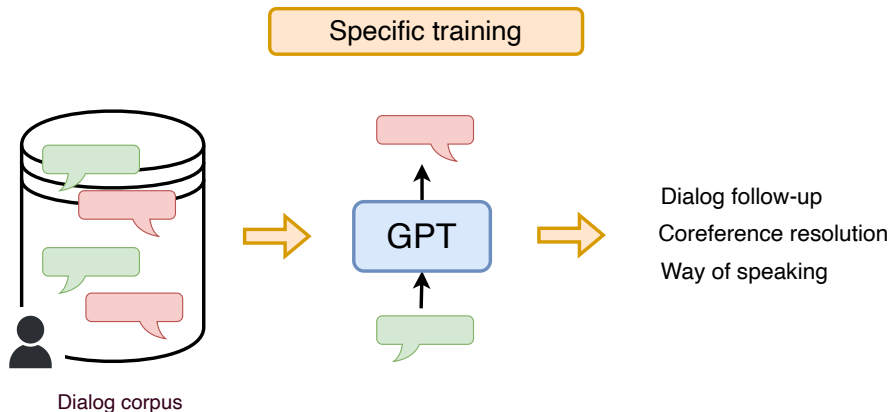 Specific training
GPT
Dialog follow-up
Coreference resolution
Way of speaking
Dialog corpus